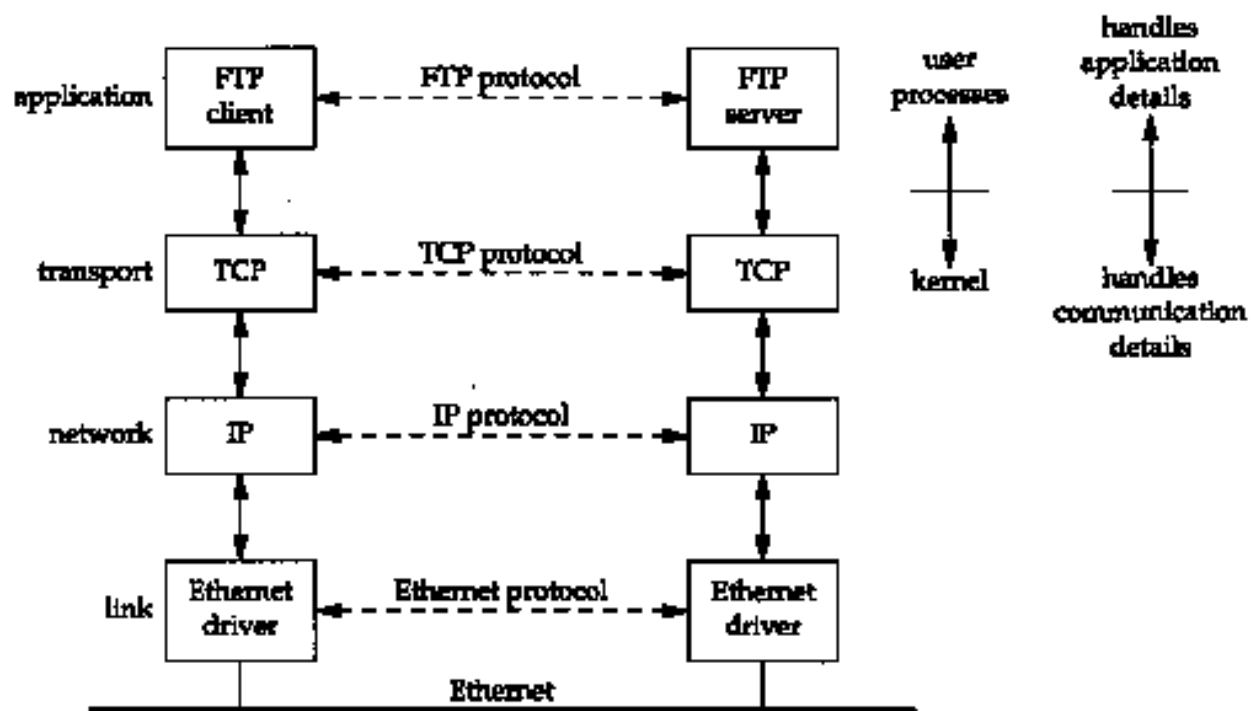 handles
application
details
user
processes
application
FTP
client
FTP protocol
FTP
server
transport
TCP
TCP protocol
TCP
kernel
handles
communication
details
network
IP
IP protocol
IP
link
Ethernet
driver
Ethernet protocol
Ethernet
driver
Ethernet